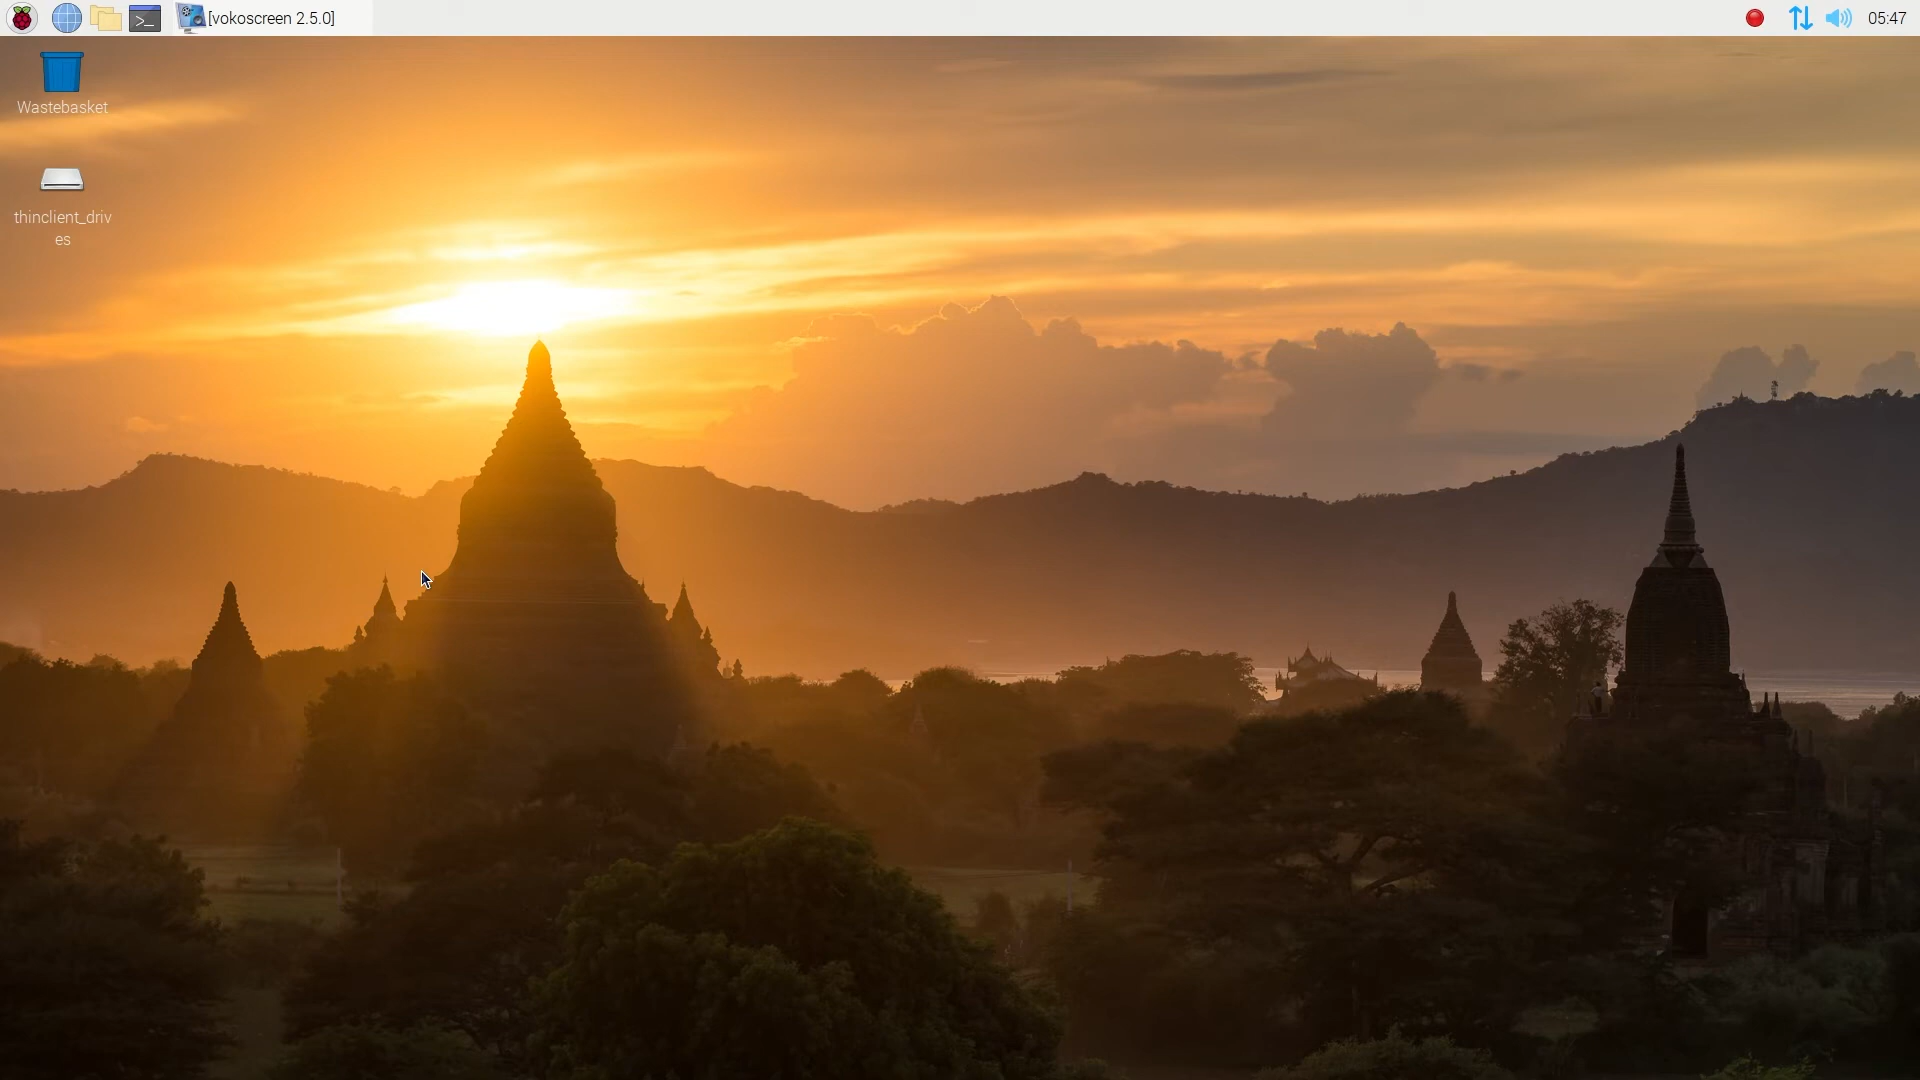 [vokoscreen 2.5.0]
05:47
Wastebasket
thinclient_driv
es